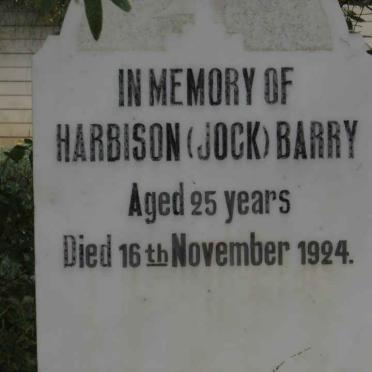 IN MEMORY OF
HARBISON (JOCK) BARRY
Aged 25 years
Died 16th November 1924.